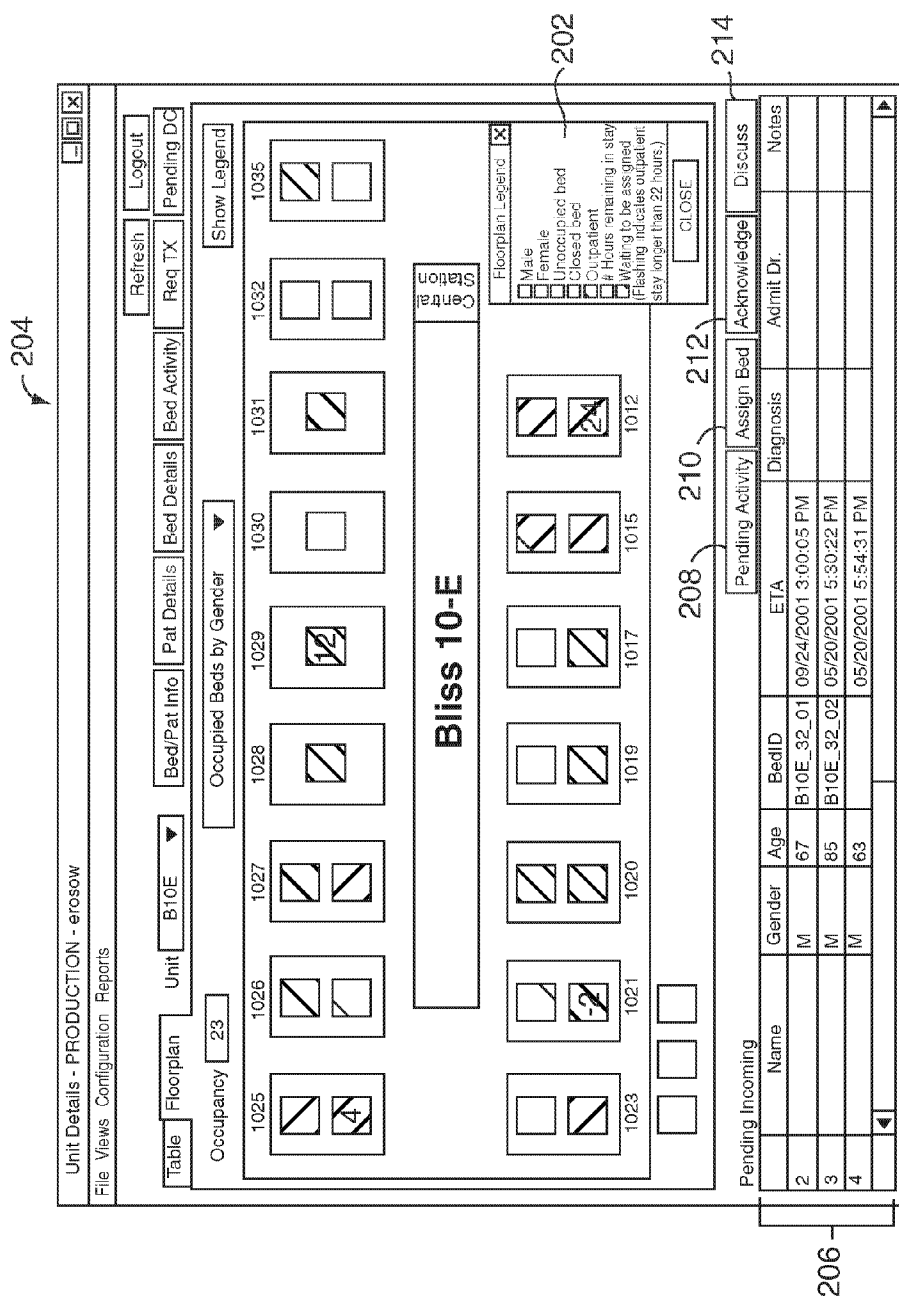 204
Unit Details - PRODUCTION - erosow
File Views Configuration Reports
Refresh Logout
Table Floorplan Unit B10E Bed/Pat Info Pat Details Bed Details Bed Activity Req TX Pending DC
Occupancy 23 Occupied Beds by Gender Show Legend
1025 1026 1027 1028 1029 1030 1031 1032 1035
4 12
Bliss 10-E
Central
Station
-2 24
1023 1021 1020 1019 1017 1015 1012
Floorplan Legend
Male
Female
Unoccupied bed
Closed bed
Outpatient
# Hours remaining in stay
Waiting to be assigned
(Flashing indicates outpatient
stay longer than 22 hours.)
CLOSE
202
208 210 212 214
Pending Incoming Pending Activity Assign Bed Acknowledge Discuss
Name Gender Age BedID ETA Diagnosis Admit Dr. Notes
2 M 67 B10E_32_01 09/24/2001 3:00:05 PM
3 M 85 B10E_32_02 05/20/2001 5:30:22 PM
4 M 63 05/20/2001 5:54:31 PM
206